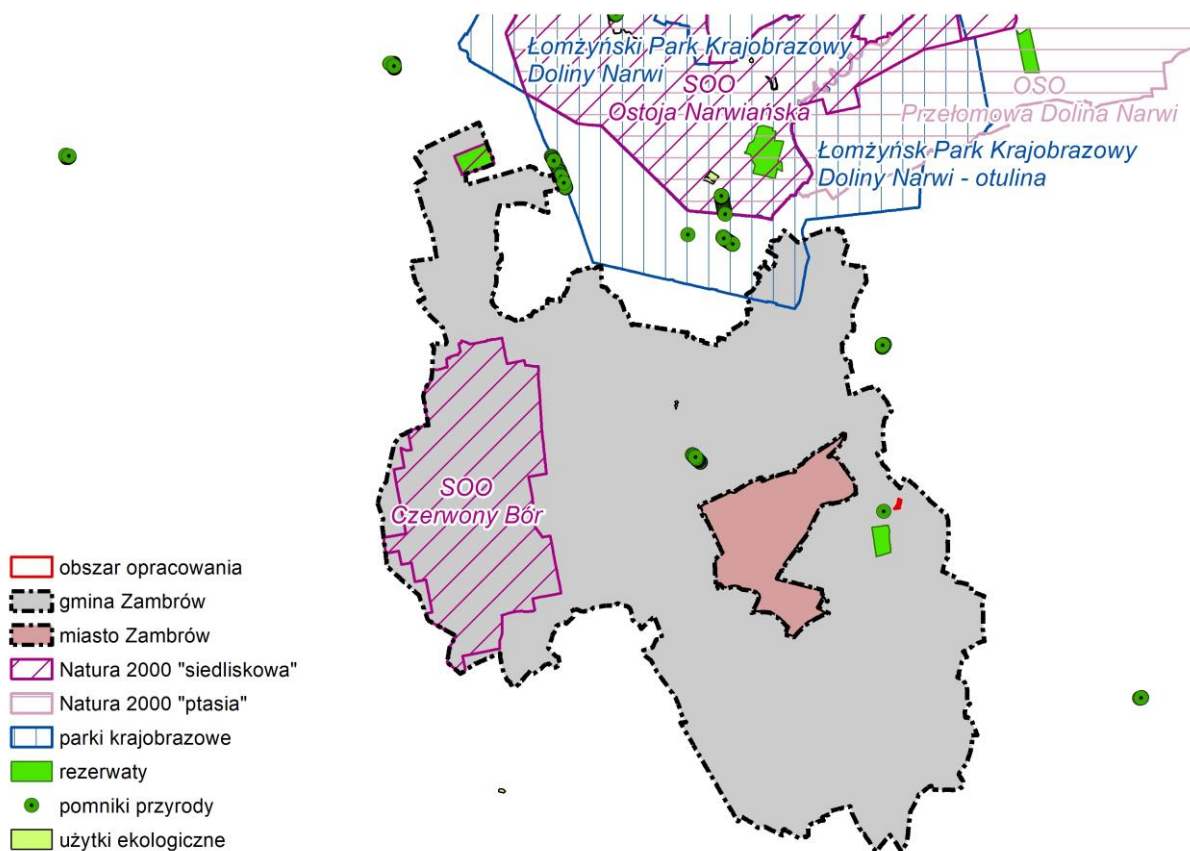 Łomżyński Park Krajobrazowy
Doliny Narwi
SOO
Ostoja Narwiańska
OSO
Przełomowa Dolina Narwi
Łomżyńsk Park Krajobrazowy
Doliny Narwi - otulina
SOO
Czerwony Bór
obszar opracowania
gmina Zambrów
miasto Zambrów
Natura 2000 "siedliskowa"
Natura 2000 "ptasia"
parki krajobrazowe
rezerwaty
pomniki przyrody
użytki ekologiczne